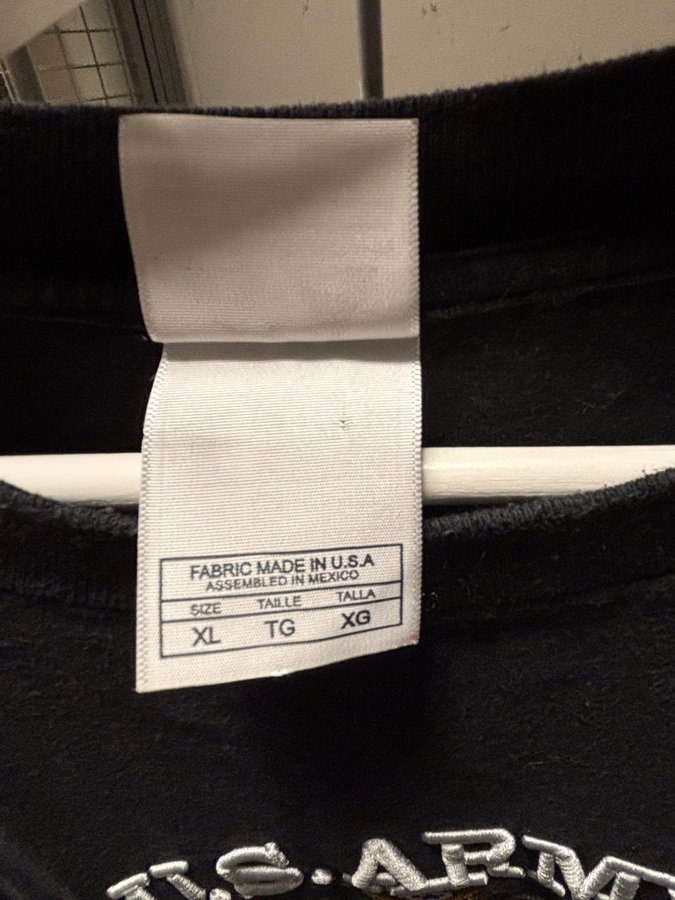 FABRIC MADE IN U.S.A
ASSEMBLED IN MEXICO
SIZE TAILLE TALLA
XL TG XG
U.S. ARMY